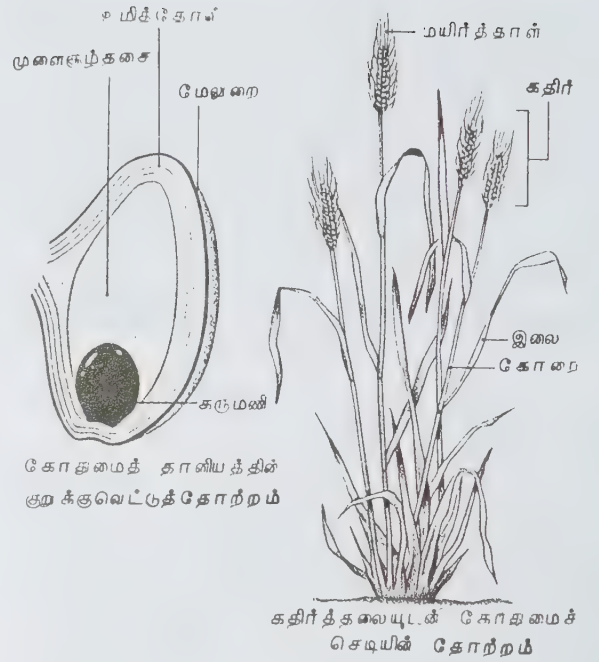 உமித்தோல்
முளைசூழ்தசை
மேலுறை
கருமணி
கோதுமைத் தானியத்தின்
குறுக்குவெட்டுத்தோற்றம்
மயிர்த்தாள்
கதிர்
இலை
கோரை
கதிர்த்தலையுடன் கோதுமைச்
செடியின் தோற்றம்